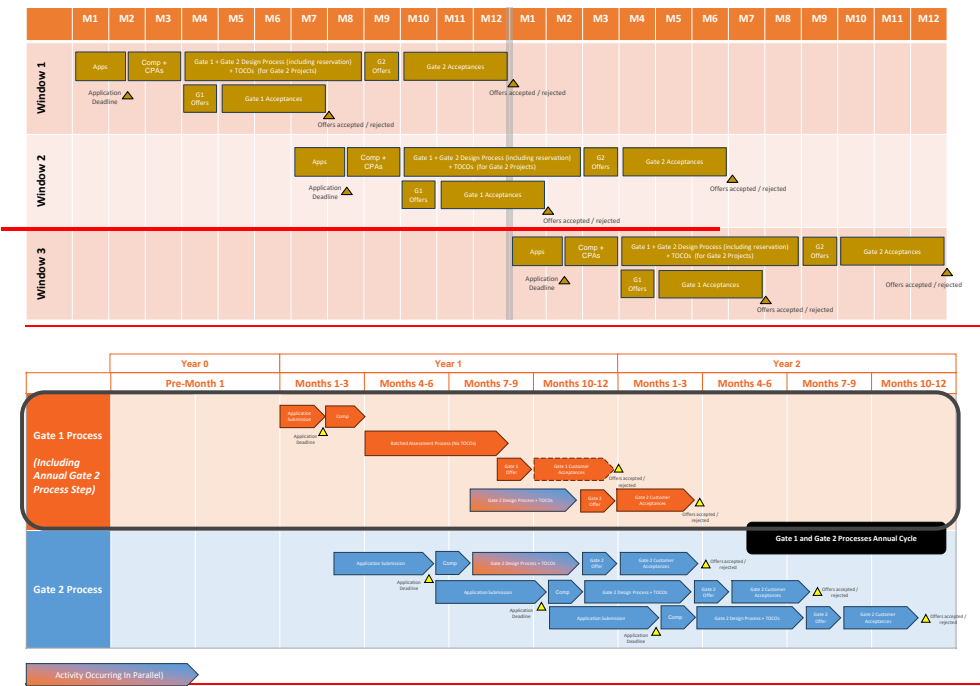 M1 M2 M3 M4 M5 M6 M7 M8 M9 M10 M11 M12 M1 M2 M3 M4 M5 M6 M7 M8 M9 M10 M11 M12
Window 1
Apps
Comp +
CPAs
Gate 1 + Gate 2 Design Process (including reservation)
+ TOCOs (for Gate 2 Projects)
G2
Offers
Gate 2 Acceptances
Application
Deadline
G1
Offers
Gate 1 Acceptances
Offers accepted / rejected
Offers accepted / rejected
Window 2
Apps
Comp +
CPAs
Gate 1 + Gate 2 Design Process (including reservation)
+ TOCOs (for Gate 2 Projects)
G2
Offers
Gate 2 Acceptances
Application
Deadline
G1
Offers
Gate 1 Acceptances
Offers accepted / rejected
Offers accepted / rejected
Window 3
Apps
Comp +
CPAs
Gate 1 + Gate 2 Design Process (including reservation)
+ TOCOs (for Gate 2 Projects)
G2
Offers
Gate 2 Acceptances
Application
Deadline
G1
Offers
Gate 1 Acceptances
Offers accepted / rejected
Offers accepted / rejected
Year 0 Year 1 Year 2
Pre-Month 1 Months 1-3 Months 4-6 Months 7-9 Months 10-12 Months 1-3 Months 4-6 Months 7-9 Months 10-12
Gate 1 Process
(Including
Annual Gate 2
Process Step)
Application
Submission
Comp
Application
Deadline
Batched Assessment Process (No TOCOs)
Gate 1
Offer
Gate 1 Customer
Acceptances
Offers accepted /
rejected
Gate 2 Design Process + TOCOs
Gate 2
Offer
Gate 2 Customer
Acceptances
Offers accepted /
rejected
Gate 1 and Gate 2 Processes Annual Cycle
Gate 2 Process
Application Submission
Comp
Gate 2 Design Process + TOCOs
Gate 2
Offer
Gate 2 Customer
Acceptances
Offers accepted /
rejected
Application
Deadline
Application Submission
Comp
Gate 2 Design Process + TOCOs
Gate 2
Offer
Gate 2 Customer
Acceptances
Offers accepted /
rejected
Application
Deadline
Application Submission
Comp
Gate 2 Design Process + TOCOs
Gate 2
Offer
Gate 2 Customer
Acceptances
Offers accepted /
rejected
Application
Deadline
Activity Occurring In Parallel)